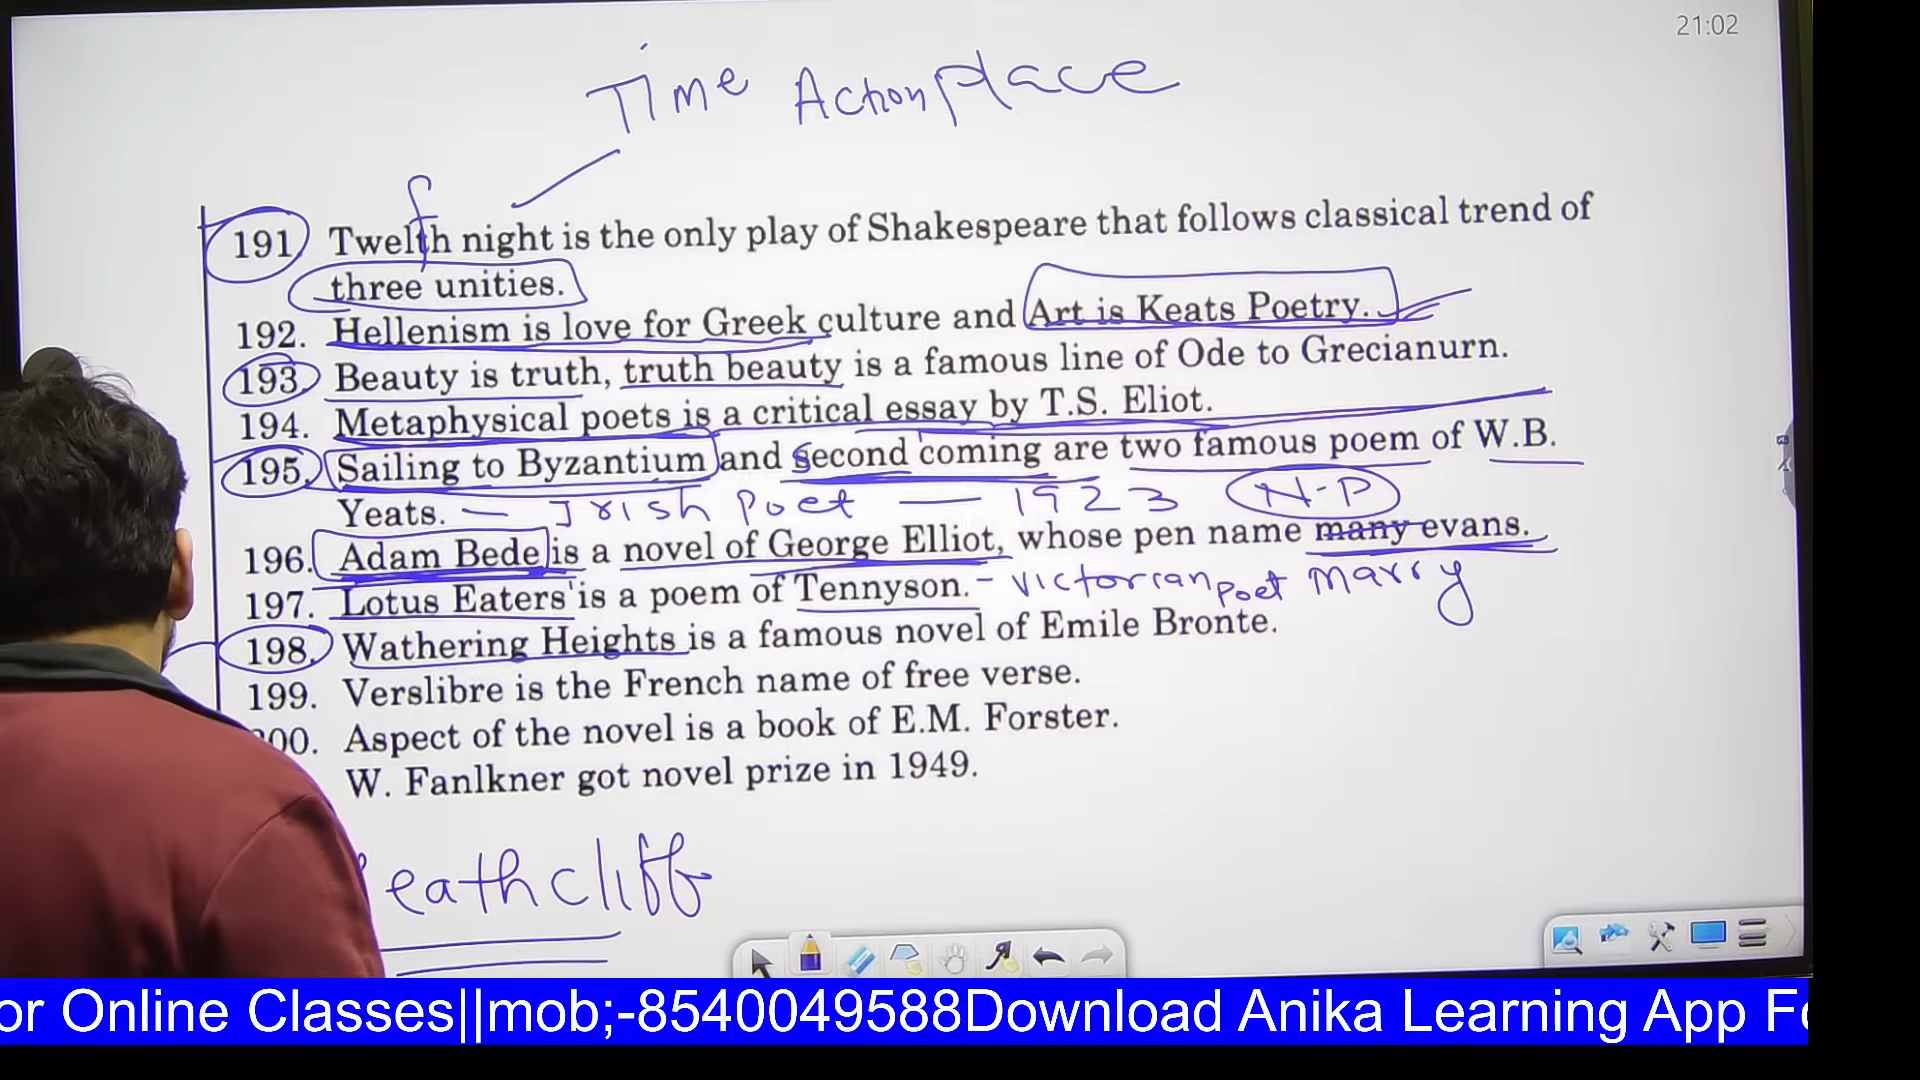 21:02
Time Action place
f
191. Twelth night is the only play of Shakespeare that follows classical trend of
three unities.
192. Hellenism is love for Greek culture and Art is Keats Poetry.
193. Beauty is truth, truth beauty is a famous line of Ode to Grecianurn.
194. Metaphysical poets is a critical essay by T.S. Eliot.
195. Sailing to Byzantium and second coming are two famous poem of W.B.
Yeats. — Irish Poet — 1923 N-P
196. Adam Bede is a novel of George Elliot, whose pen name many evans.
197. Lotus Eaters is a poem of Tennyson. - Victorian Poet Marry
198. Wathering Heights is a famous novel of Emile Bronte.
199. Verslibre is the French name of free verse.
00. Aspect of the novel is a book of E.M. Forster.
W. Fanlkner got novel prize in 1949.
eathcliff
or Online Classes||mob;-8540049588Download Anika Learning App Fo